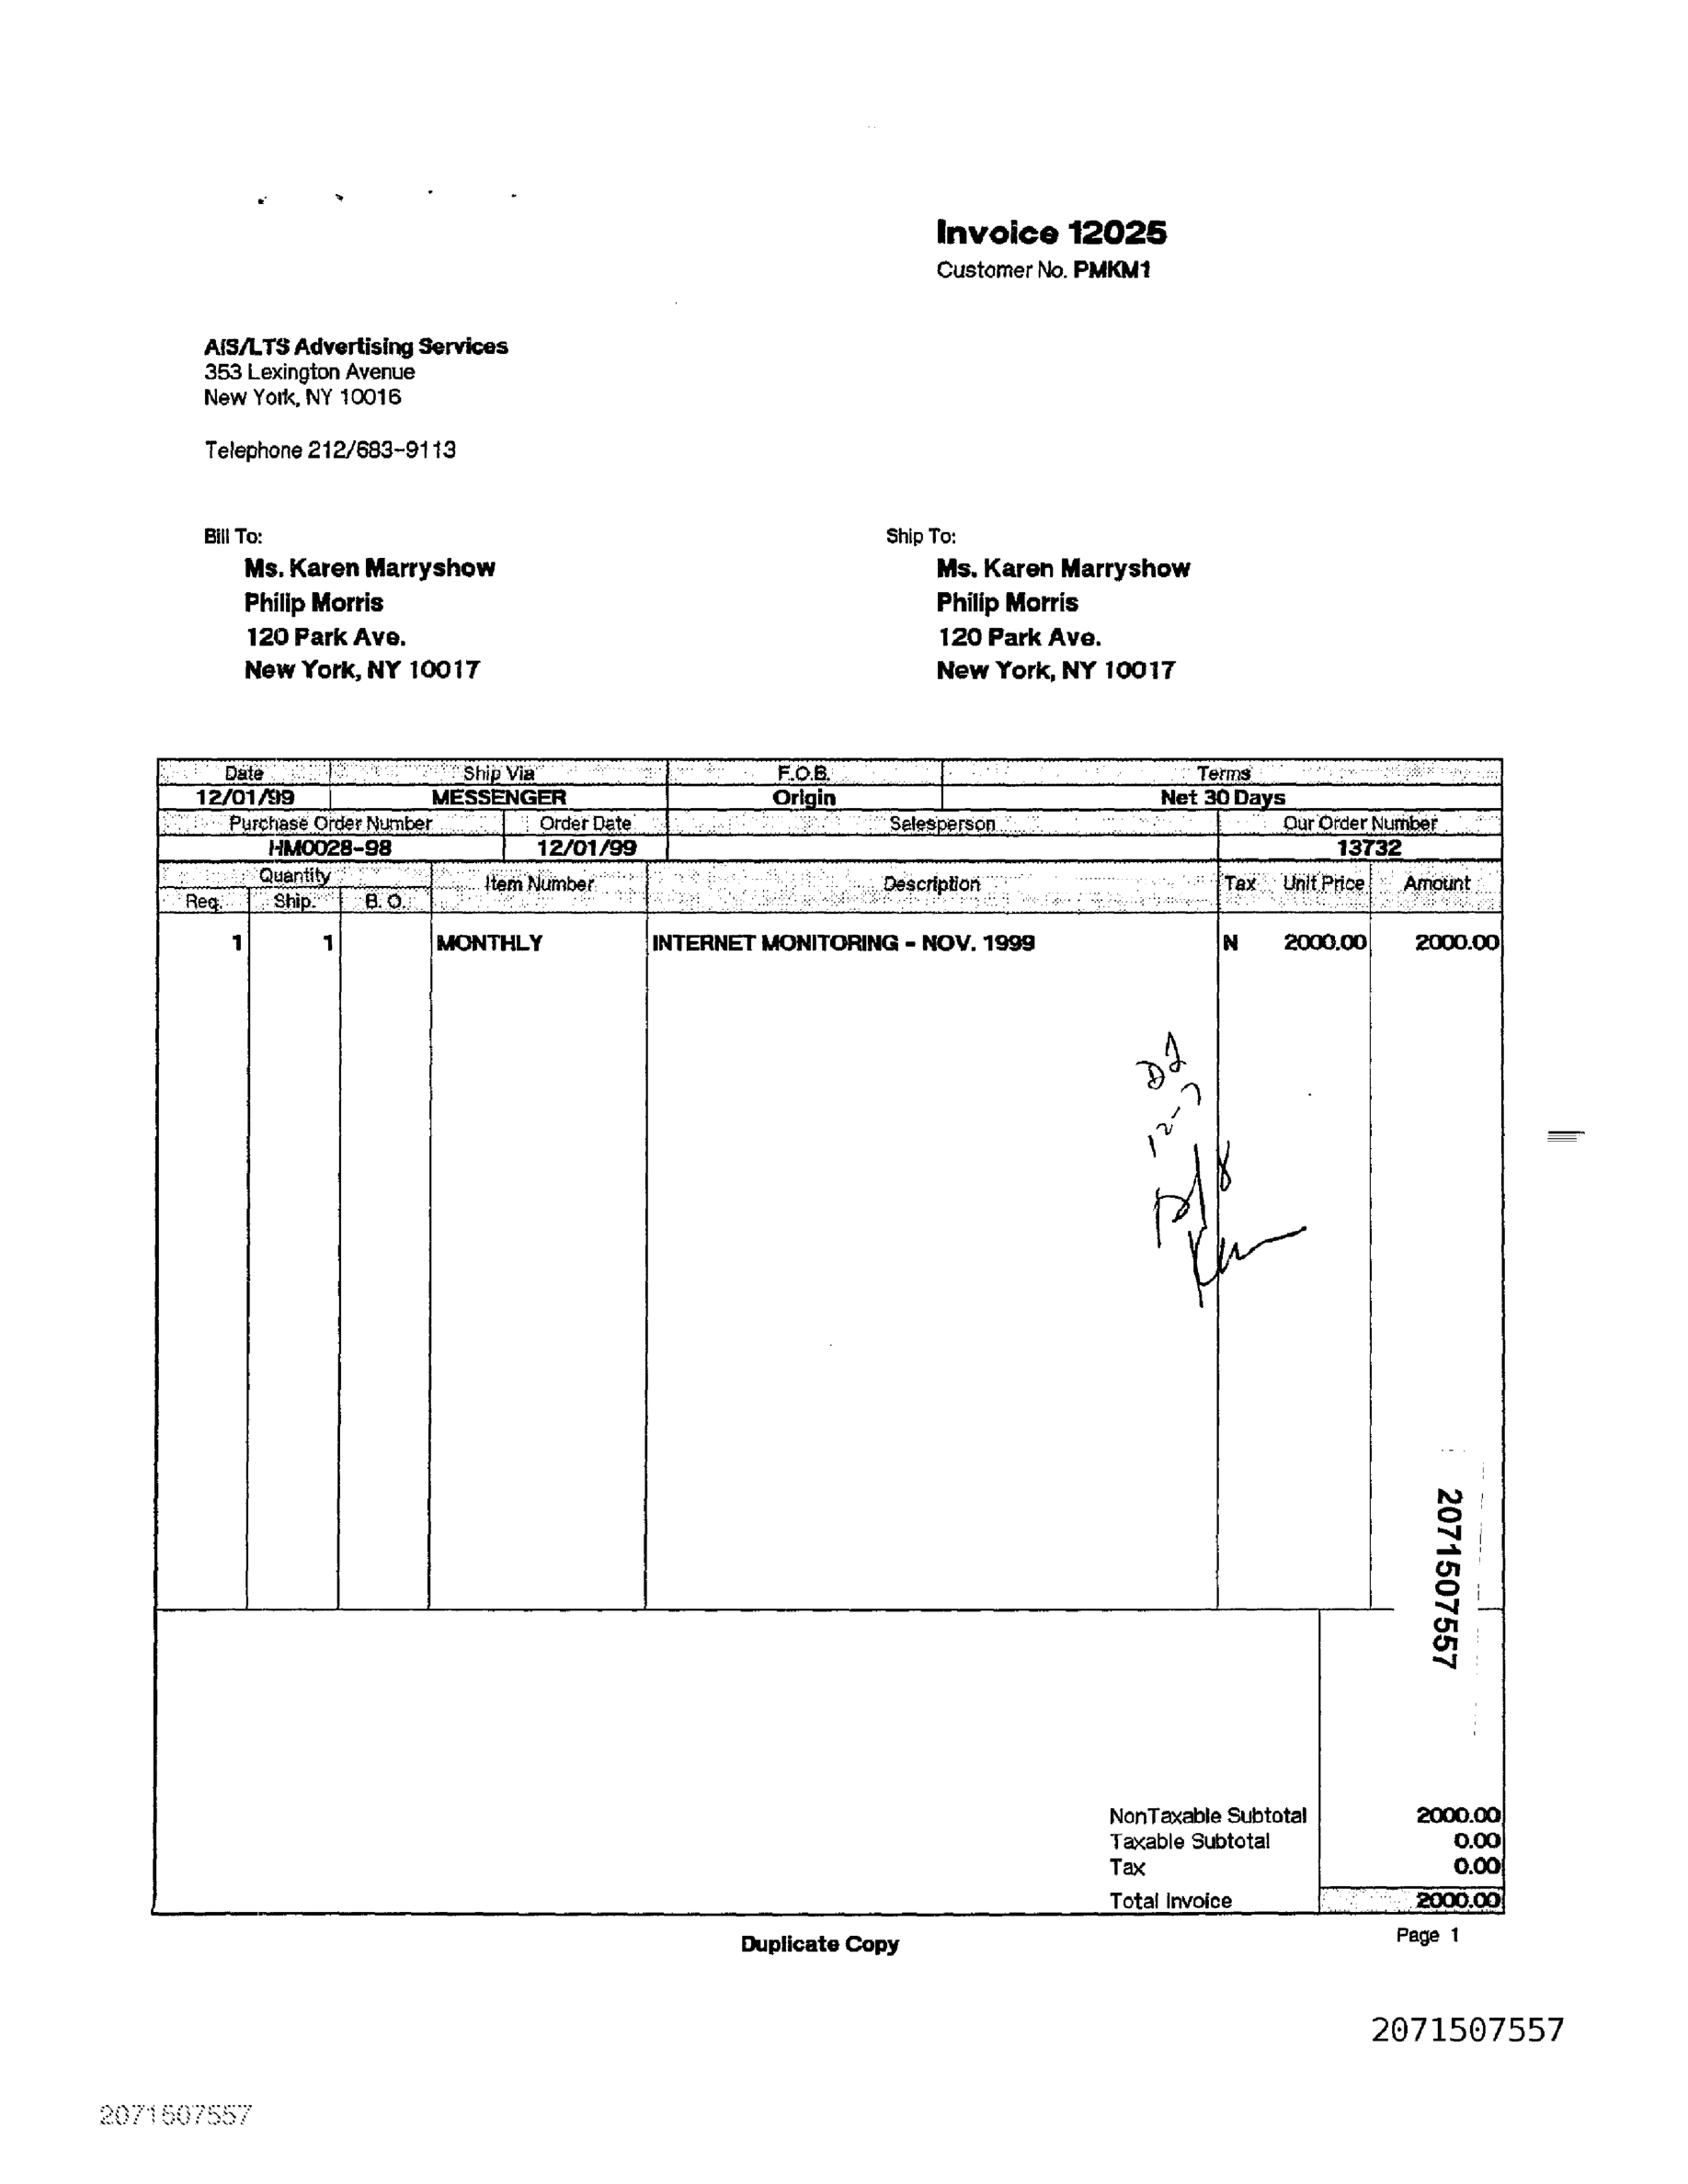 Invoice 12025
Customer No. PMKM1
AIS/LTS Advertising Services
353 Lexington Avenue
New York, NY 10016
Telephone 212/683-9113
Bill To:
Ms. Karen Marryshow
Philip Morris
120 Park Ave.
New York, NY 10017
Ship To:
Ms. Karen Marryshow
Philip Morris
120 Park Ave.
New York, NY 10017
Date Ship Via F.O.B. Terms
12/01/99 MESSENGER Origin Net 30 Days
Purchase Order Number Order Date Salesperson Our Order Number
HM0028-98 12/01/99 13732
Quantity Item Number Description Tax Unit Price Amount
Req. Ship. B.O.
1 1 MONTHLY INTERNET MONITORING - NOV. 1999 N 2000.00 2000.00
2071507557
NonTaxable Subtotal 2000.00
Taxable Subtotal 0.00
Tax 0.00
Total Invoice 2000.00
Duplicate Copy
Page 1
2071507557
2071507557